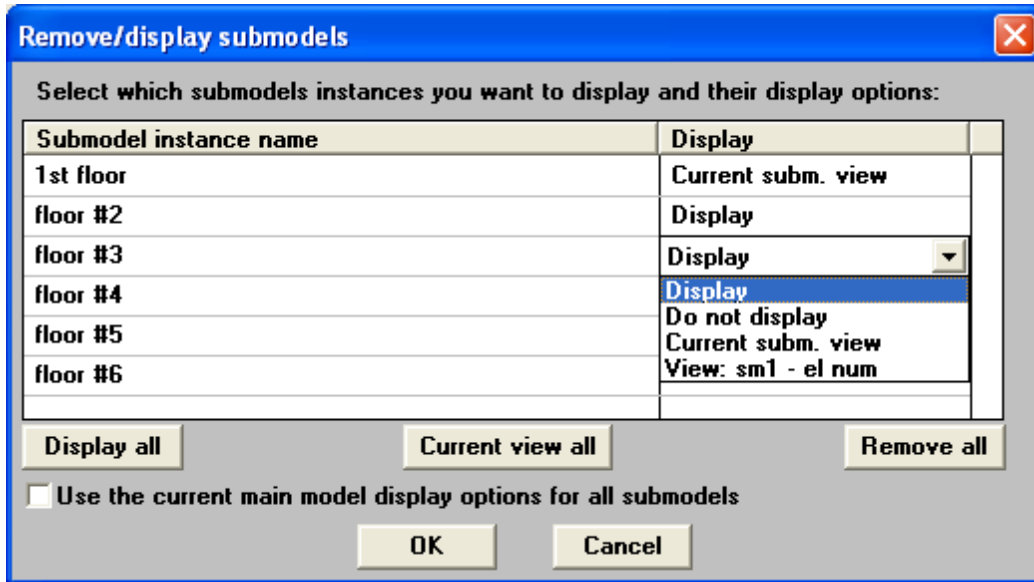 Remove/display submodels
Select which submodels instances you want to display and their display options:
Submodel instance name Display
1st floor Current subm. view
floor #2 Display
floor #3 Display
floor #4 Display
Do not display
floor #5 Current subm. view
floor #6 View: sm1 - el num
Display all Current view all Remove all
Use the current main model display options for all submodels
OK Cancel